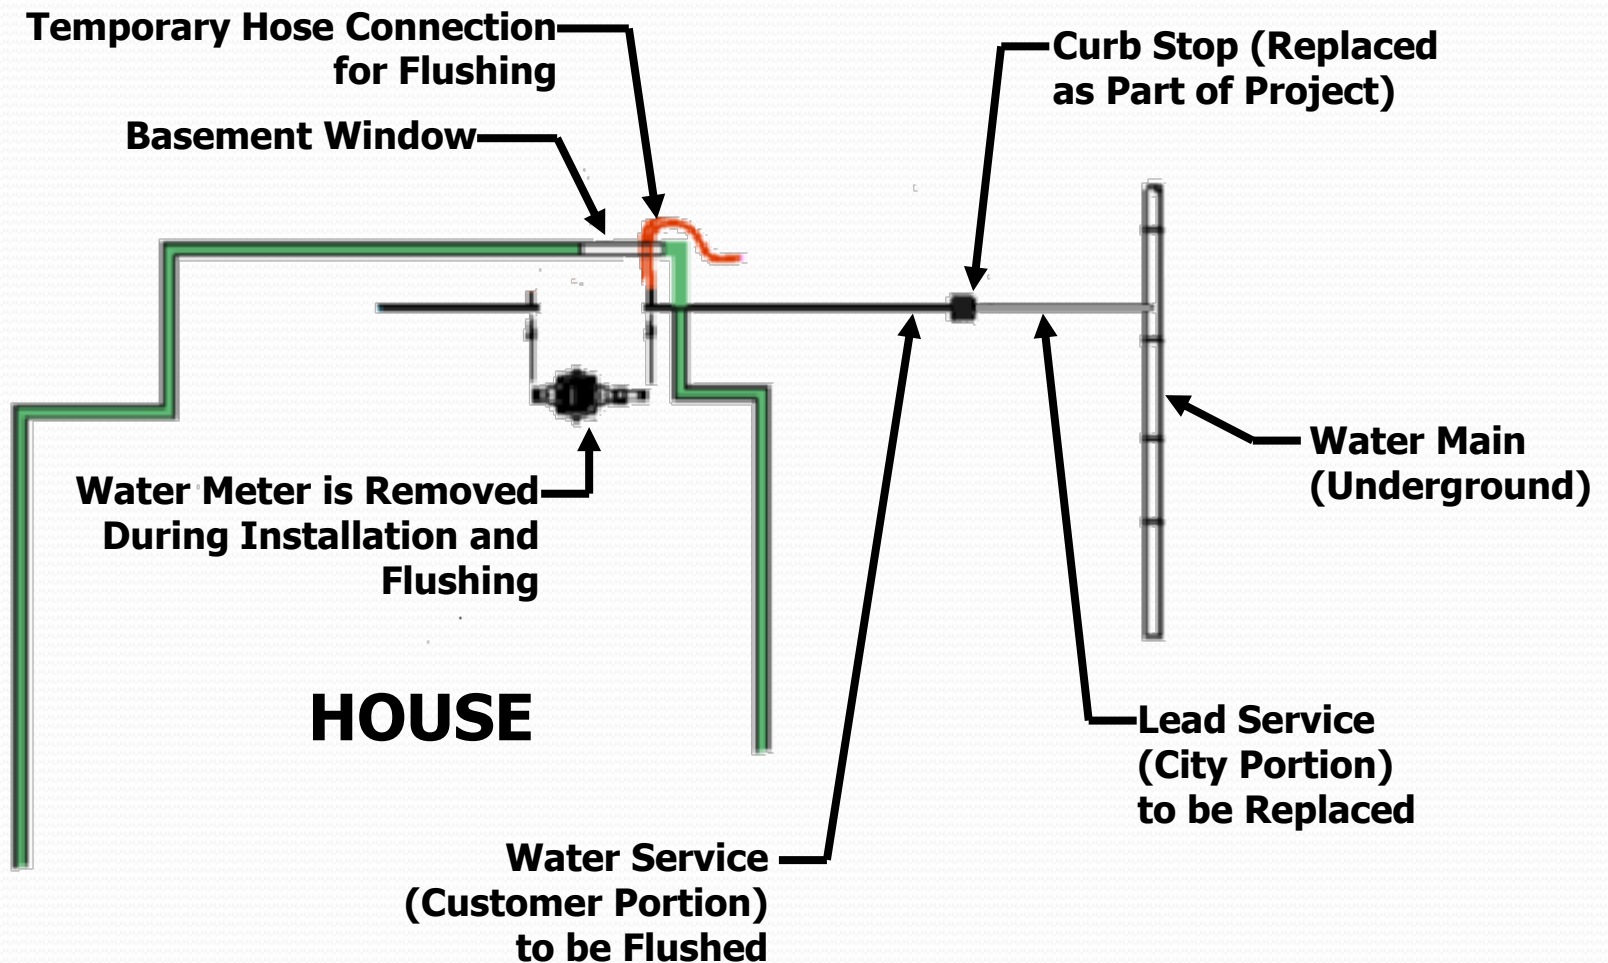 Temporary Hose Connection
for Flushing
Curb Stop (Replaced
as Part of Project)
Basement Window
Water Main
(Underground)
Water Meter is Removed
During Installation and
Flushing
HOUSE
Lead Service
(City Portion)
to be Replaced
Water Service
(Customer Portion)
to be Flushed